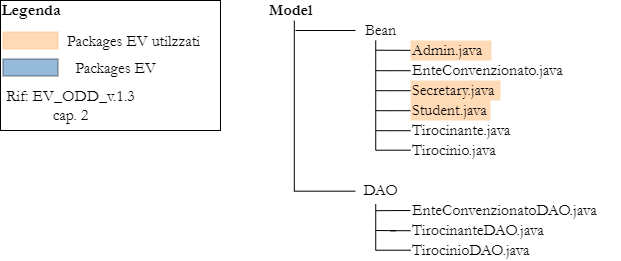 Legenda
Packages EV utilzzati
Packages EV
Rif: EV_ODD_v.1.3
cap. 2
Model
Bean
Admin.java
EnteConvenzionato.java
Secretary.java
Student.java
Tirocinante.java
Tirocinio.java
DAO
EnteConvenzionatoDAO.java
TirocinanteDAO.java
TirocinioDAO.java